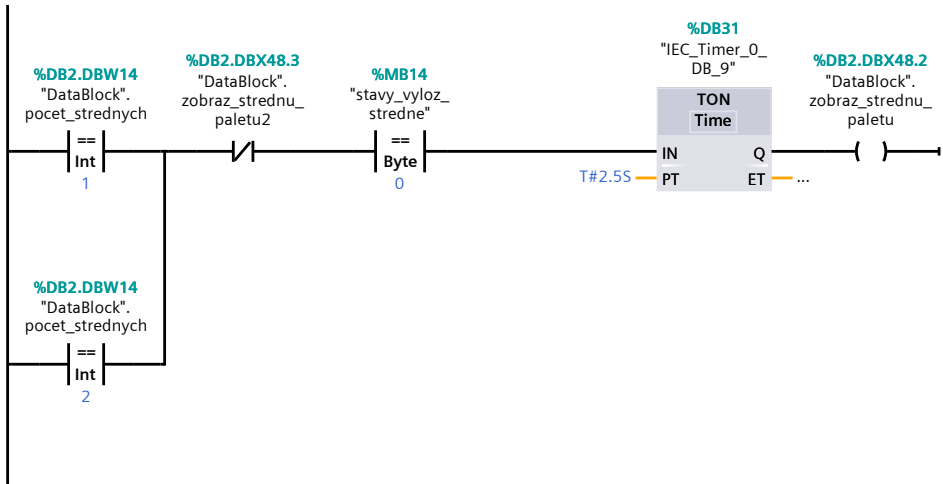 %DB2.DBW14
"DataBlock".
pocet_strednych
==
Int
1
%DB2.DBX48.3
"DataBlock".
zobraz_strednu_
paletu2
%MB14
"stavy_vyloz_
stredne"
==
Byte
0
%DB31
"IEC_Timer_0_
DB_9"
TON
Time
IN
Q
T#2.5S
PT
ET
...
%DB2.DBX48.2
"DataBlock".
zobraz_strednu_
paletu
%DB2.DBW14
"DataBlock".
pocet_strednych
==
Int
2